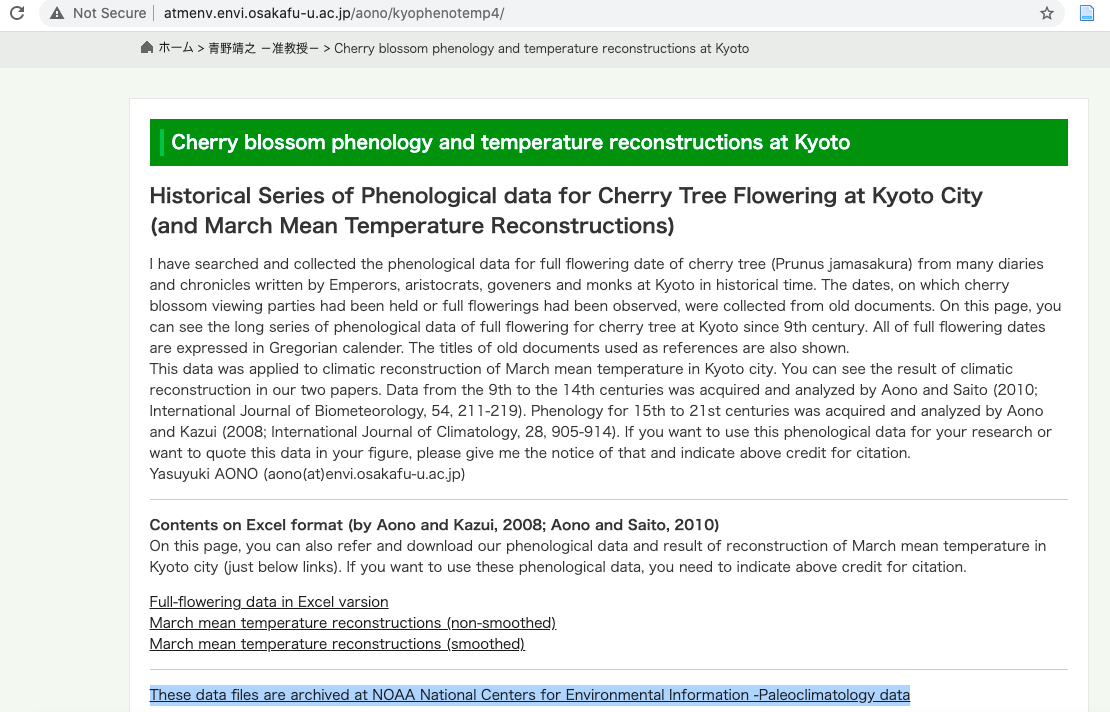 Not Secure | atmenv.envi.osakafu-u.ac.jp/aono/kyophenotemp4/
ホーム > 青野靖之 －准教授－ > Cherry blossom phenology and temperature reconstructions at Kyoto
Cherry blossom phenology and temperature reconstructions at Kyoto
Historical Series of Phenological data for Cherry Tree Flowering at Kyoto City
(and March Mean Temperature Reconstructions)
I have searched and collected the phenological data for full flowering date of cherry tree (Prunus jamasakura) from many diaries
and chronicles written by Emperors, aristocrats, goveners and monks at Kyoto in historical time. The dates, on which cherry
blossom viewing parties had been held or full flowerings had been observed, were collected from old documents. On this page, you
can see the long series of phenological data of full flowering for cherry tree at Kyoto since 9th century. All of full flowering dates
are expressed in Gregorian calender. The titles of old documents used as references are also shown.
This data was applied to climatic reconstruction of March mean temperature in Kyoto city. You can see the result of climatic
reconstruction in our two papers. Data from the 9th to the 14th centuries was acquired and analyzed by Aono and Saito (2010;
International Journal of Biometeorology, 54, 211-219). Phenology for 15th to 21st centuries was acquired and analyzed by Aono
and Kazui (2008; International Journal of Climatology, 28, 905-914). If you want to use this phenological data for your research or
want to quote this data in your figure, please give me the notice of that and indicate above credit for citation.
Yasuyuki AONO (aono(at)envi.osakafu-u.ac.jp)
Contents on Excel format (by Aono and Kazui, 2008; Aono and Saito, 2010)
On this page, you can also refer and download our phenological data and result of reconstruction of March mean temperature in
Kyoto city (just below links). If you want to use these phenological data, you need to indicate above credit for citation.
Full-flowering data in Excel varsion
March mean temperature reconstructions (non-smoothed)
March mean temperature reconstructions (smoothed)
These data files are archived at NOAA National Centers for Environmental Information -Paleoclimatology data